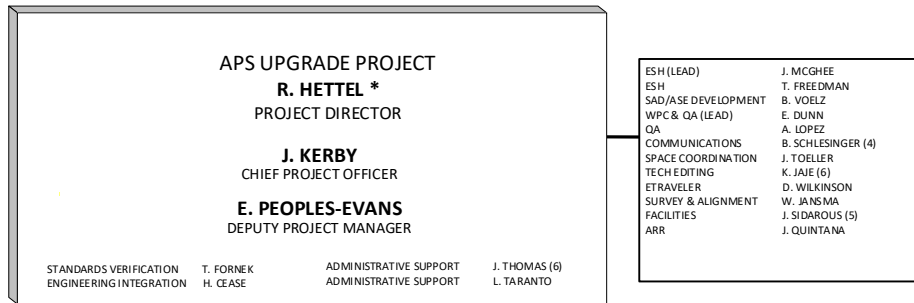 APS UPGRADE PROJECT
R. HETTEL *
PROJECT DIRECTOR
J. KERBY
CHIEF PROJECT OFFICER
E. PEOPLES-EVANS
DEPUTY PROJECT MANAGER
STANDARDS VERIFICATION T. FORNEK ADMINISTRATIVE SUPPORT J. THOMAS (6)
ENGINEERING INTEGRATION H. CEASE ADMINISTRATIVE SUPPORT L. TARANTO
ESH (LEAD) J. MCGHEE
ESH T. FREEDMAN
SAD/ASE DEVELOPMENT B. VOELZ
WPC & QA (LEAD) E. DUNN
QA A. LOPEZ
COMMUNICATIONS B. SCHLESINGER (4)
SPACE COORDINATION J. TOELLER
TECH EDITING K. JAJE (6)
ETRAVELER D. WILKINSON
SURVEY & ALIGNMENT W. JANSMA
FACILITIES J. SIDAROUS (5)
ARR J. QUINTANA